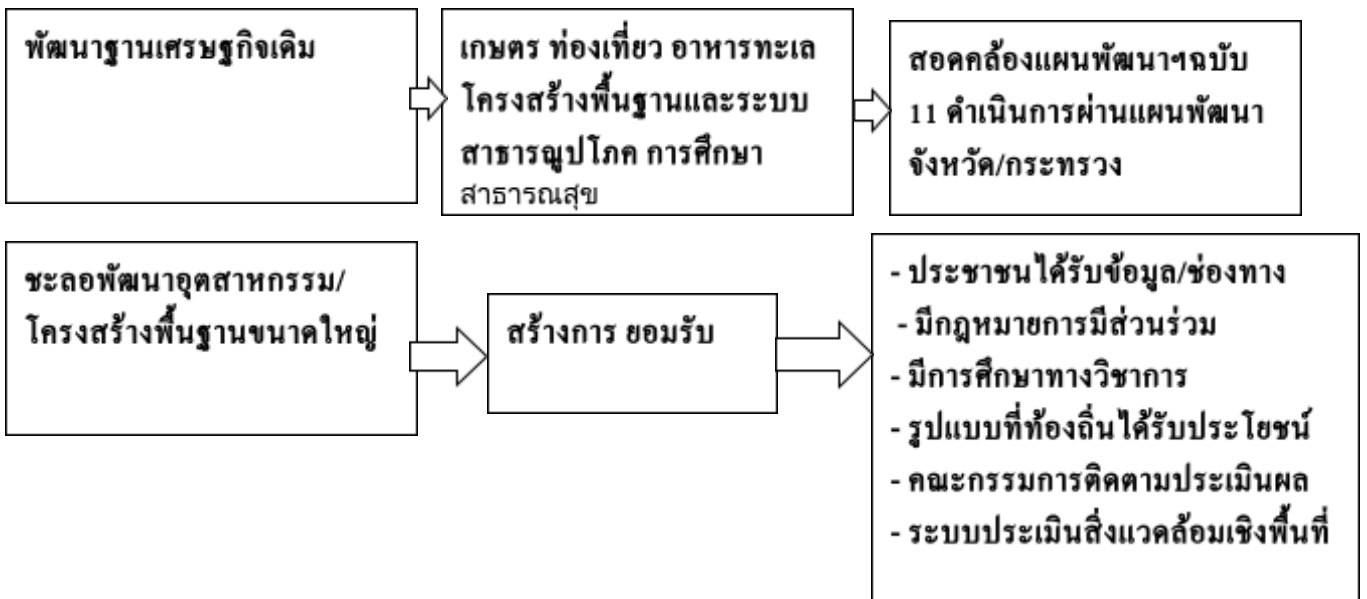 พัฒนาฐานเศรษฐกิจเดิม
เกษตร ท่องเที่ยว อาหารทะเล
โครงสร้างพื้นฐานและระบบ
สาธารณูปโภค การศึกษา
สาธารณสุข
สอดคล้องแผนพัฒนาฯฉบับ
11 ดำเนินการผ่านแผนพัฒนา
จังหวัด/กระทรวง
ชะลอพัฒนาอุตสาหกรรม/
โครงสร้างพื้นฐานขนาดใหญ่
สร้างการ ยอมรับ
- ประชาชนได้รับข้อมูล/ช่องทาง
- มีกฎหมายการมีส่วนร่วม
- มีการศึกษาทางวิชาการ
- รูปแบบที่ท้องถิ่นได้รับประโยชน์
- คณะกรรมการติดตามประเมินผล
- ระบบประเมินสิ่งแวดล้อมเชิงพื้นที่